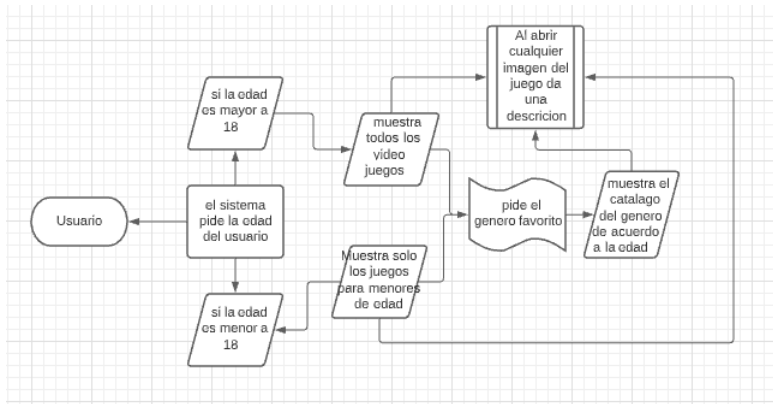 Al abrir
cualquier
imagen del
juego da
una
descricion
si la edad
es mayor a
18
muestra
todos los
video
juegos
Usuario
el sistema
pide la edad
del usuario
pide el
genero favorito
muestra el
catalago
del genero
de acuerdo
a la edad
Muestra solo
los juegos
para menores
de edad
si la edad
es menor a
18